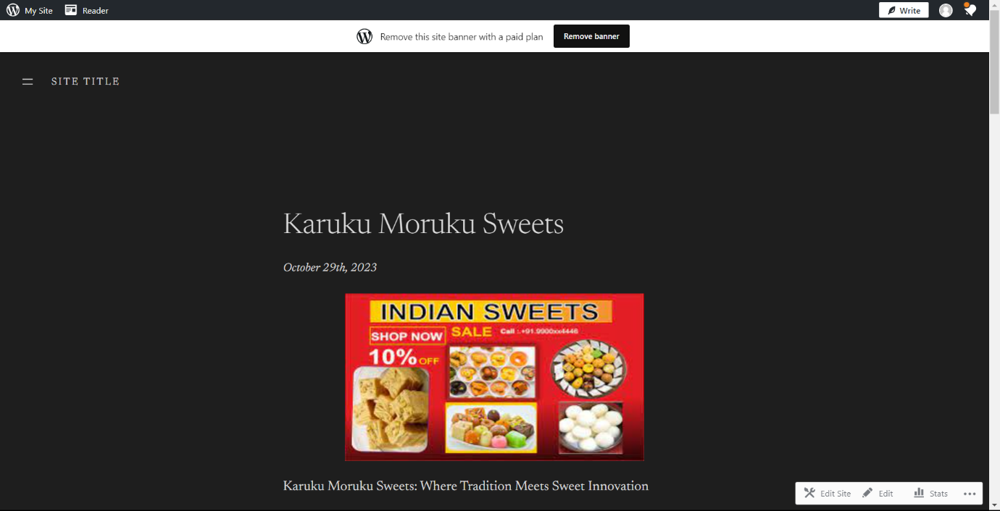 My Site Reader Write
Remove this site banner with a paid plan Remove banner
SITE TITLE
Karuku Moruku Sweets
October 29th, 2023
INDIAN SWEETS
SHOP NOW SALE Call :.+91.9900xx4446
10% OFF
Karuku Moruku Sweets: Where Tradition Meets Sweet Innovation
Edit Site Edit Stats